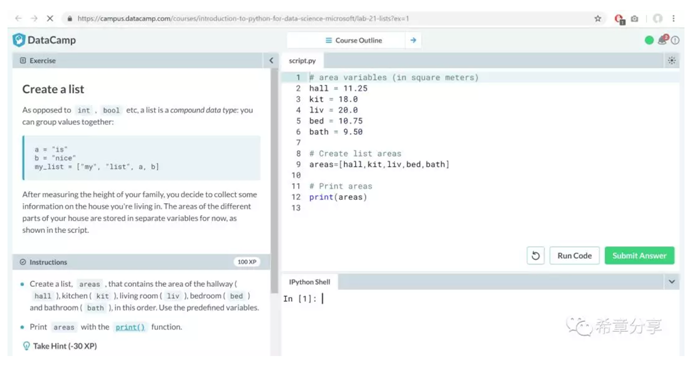 https://campus.datacamp.com/courses/introduction-to-python-for-data-science-microsoft/lab-21-lists?ex=1
DataCamp
Course Outline
Exercise
Create a list
As opposed to int, bool etc, a list is a compound data type: you
can group values together:
a = "is"
b = "nice"
my_list = ["my", "list", a, b]
After measuring the height of your family, you decide to collect some
information on the house you're living in. The areas of the different
parts of your house are stored in separate variables for now, as
shown in the script.
Instructions
100 XP
Create a list, areas, that contains the area of the hallway (
hall), kitchen ( kit), living room ( liv), bedroom ( bed)
and bathroom ( bath), in this order. Use the predefined variables.
Print areas with the print() function.
Take Hint (-30 XP)
script.py
1 # area variables (in square meters)
2 hall = 11.25
3 kit = 18.0
4 liv = 20.0
5 bed = 10.75
6 bath = 9.50
7
8 # Create list areas
9 areas=[hall,kit,liv,bed,bath]
10
11 # Print areas
12 print(areas)
13
Run Code
Submit Answer
IPython Shell
In [1]:
希章分享